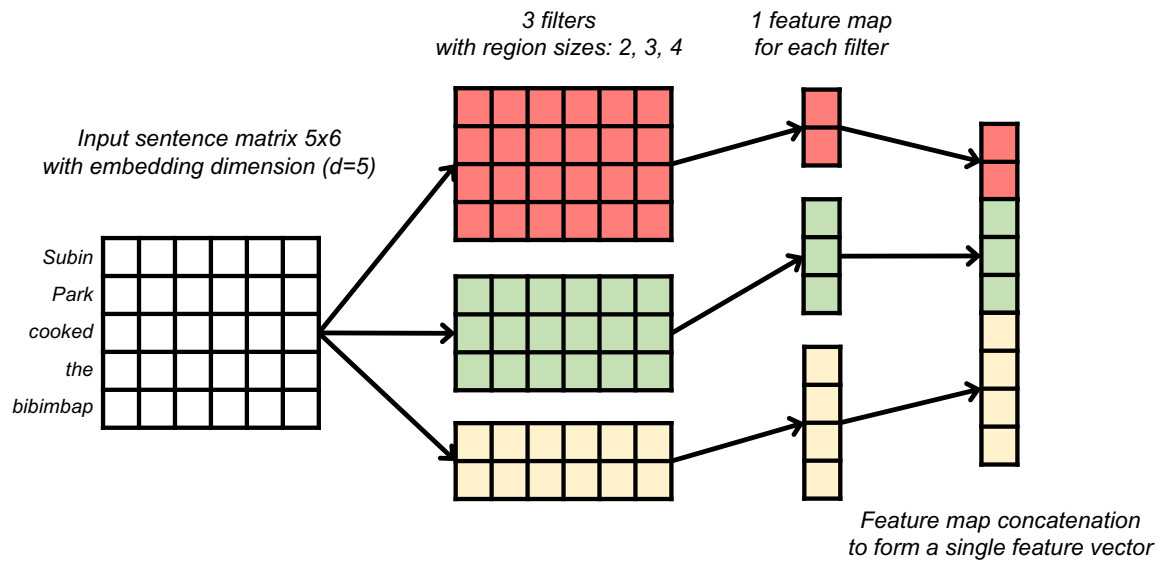 3 filters
with region sizes: 2, 3, 4
1 feature map
for each filter
Input sentence matrix 5x6
with embedding dimension (d=5)
Subin
Park
cooked
the
bibimbap
Feature map concatenation
to form a single feature vector